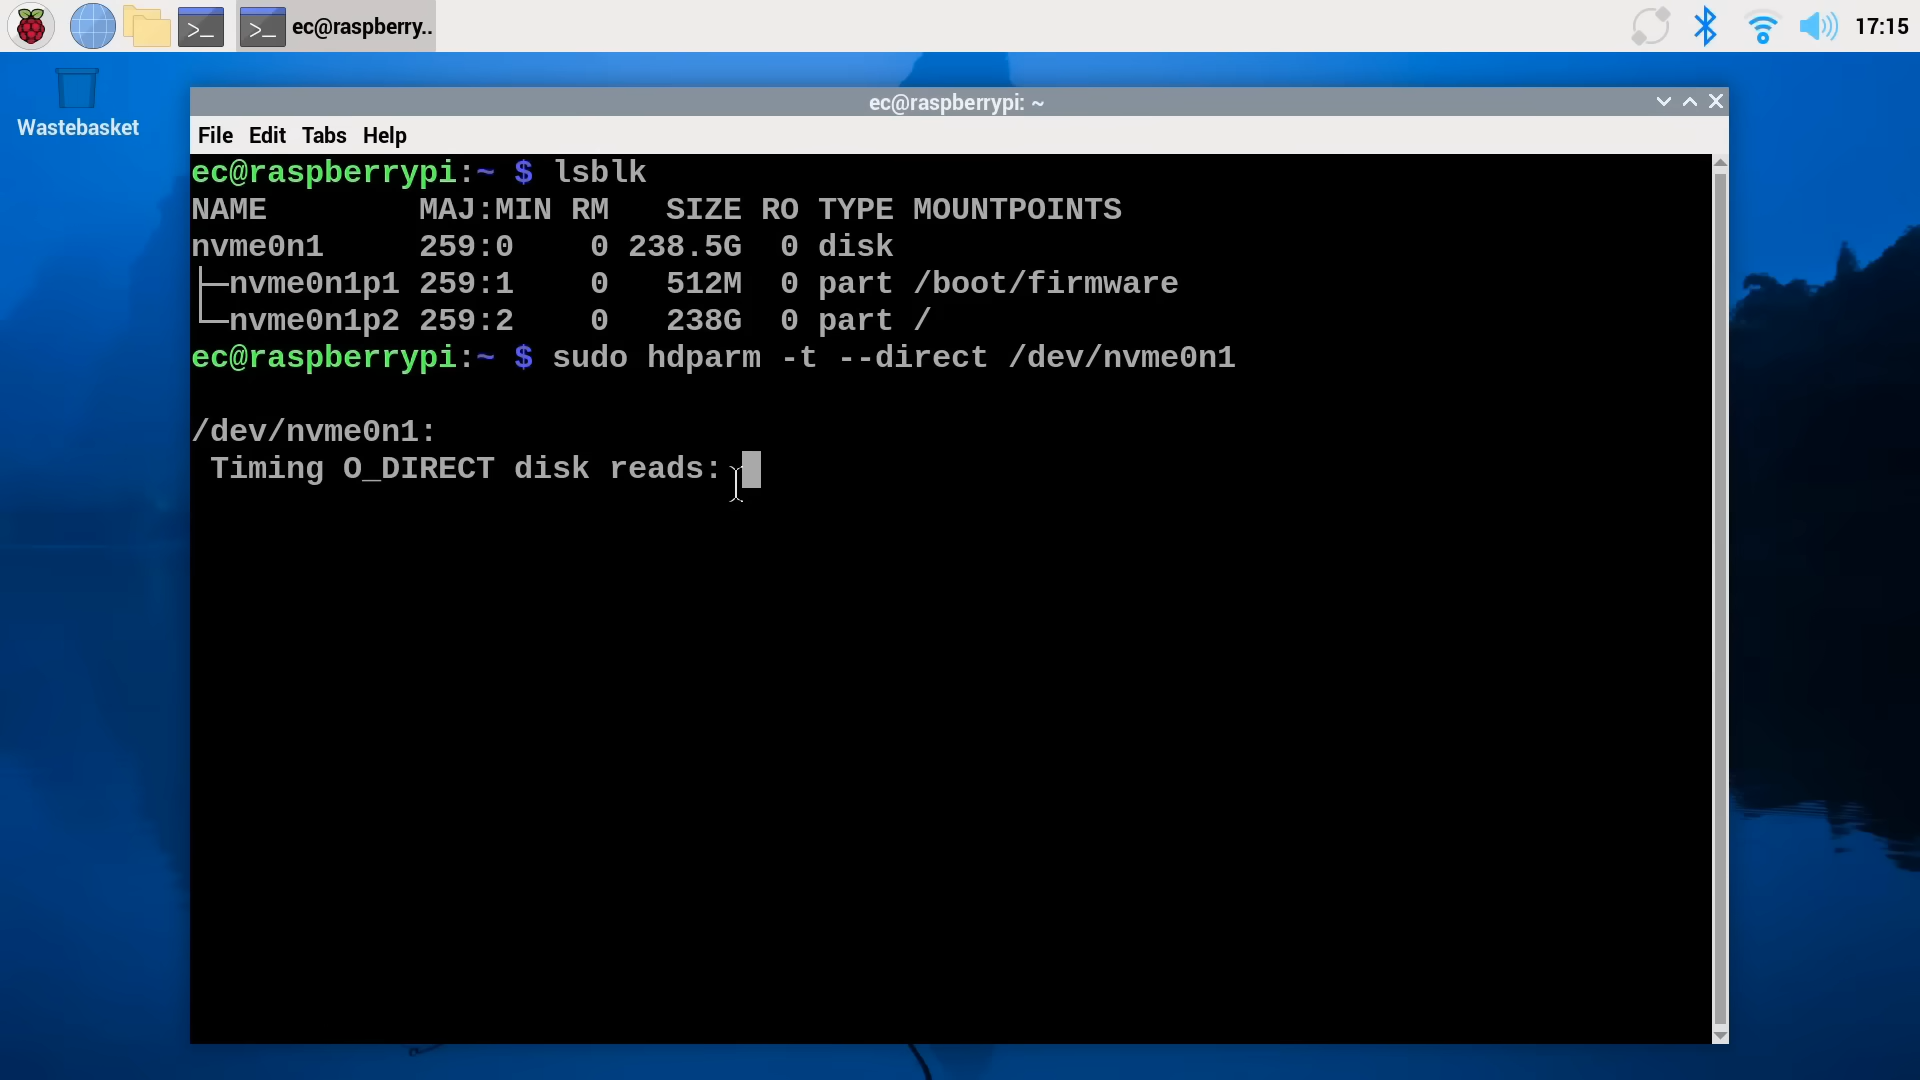 ec@raspberry..
17:15
Wastebasket
ec@raspberrypi: ~
File Edit Tabs Help
ec@raspberrypi:~ $ lsblk
NAME        MAJ:MIN RM   SIZE RO TYPE MOUNTPOINTS
nvme0n1     259:0    0 238.5G  0 disk
├─nvme0n1p1 259:1    0   512M  0 part /boot/firmware
└─nvme0n1p2 259:2    0   238G  0 part /
ec@raspberrypi:~ $ sudo hdparm -t --direct /dev/nvme0n1
/dev/nvme0n1:
 Timing O_DIRECT disk reads: